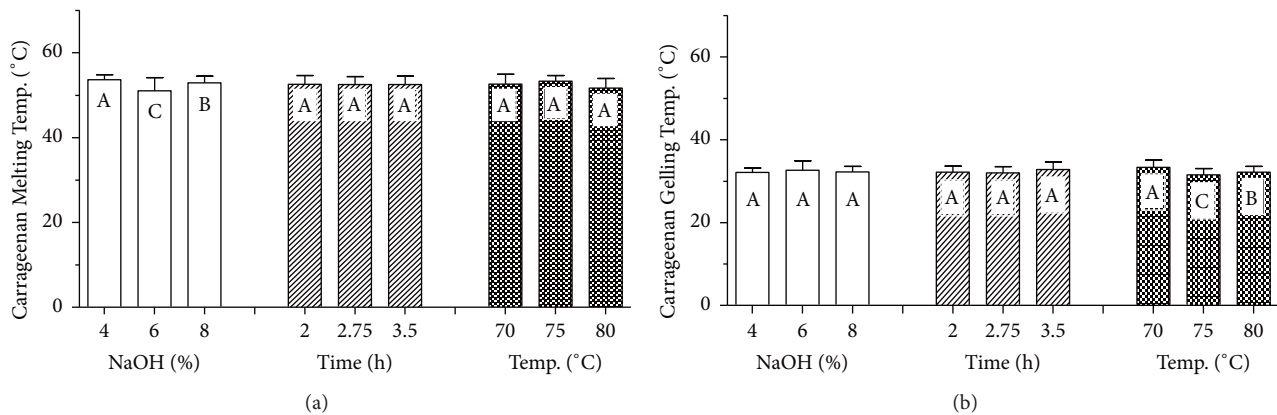 Carrageenan Melting Temp. (°C)
60
40
20
0
A
C
B
A
A
A
A
A
A
4 6 8 2 2.75 3.5 70 75 80
NaOH (%) Time (h) Temp. (°C)
(a)
Carrageenan Gelling Temp. (°C)
60
40
20
0
A
A
A
A
A
A
A
C
B
4 6 8 2 2.75 3.5 70 75 80
NaOH (%) Time (h) Temp. (°C)
(b)